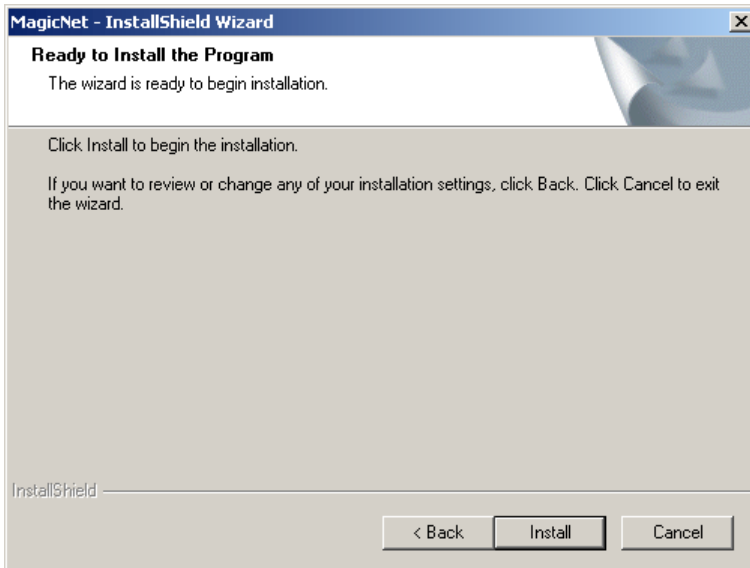 MagicNet - InstallShield Wizard
Ready to Install the Program
The wizard is ready to begin installation.
Click Install to begin the installation.
If you want to review or change any of your installation settings, click Back. Click Cancel to exit
the wizard.
InstallShield
< Back Install Cancel